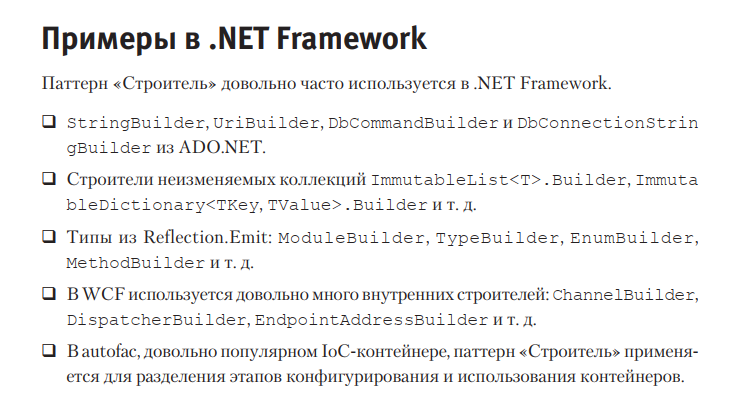 Примеры в .NET Framework
Паттерн «Строитель» довольно часто используется в .NET Framework.
❑ StringBuilder, UriBuilder, DbCommandBuilder и DbConnectionStrin
gBuilder из ADO.NET.
❑ Строители неизменяемых коллекций ImmutableList<T>.Builder, Immuta
bleDictionary<TKey, TValue>.Builder и т. д.
❑ Типы из Reflection.Emit: ModuleBuilder, TypeBuilder, EnumBuilder,
MethodBuilder и т. д.
❑ В WCF используется довольно много внутренних строителей: ChannelBuilder,
DispatcherBuilder, EndpointAddressBuilder и т. д.
❑ В autofac, довольно популярном IoC-контейнере, паттерн «Строитель» применя-
ется для разделения этапов конфигурирования и использования контейнеров.